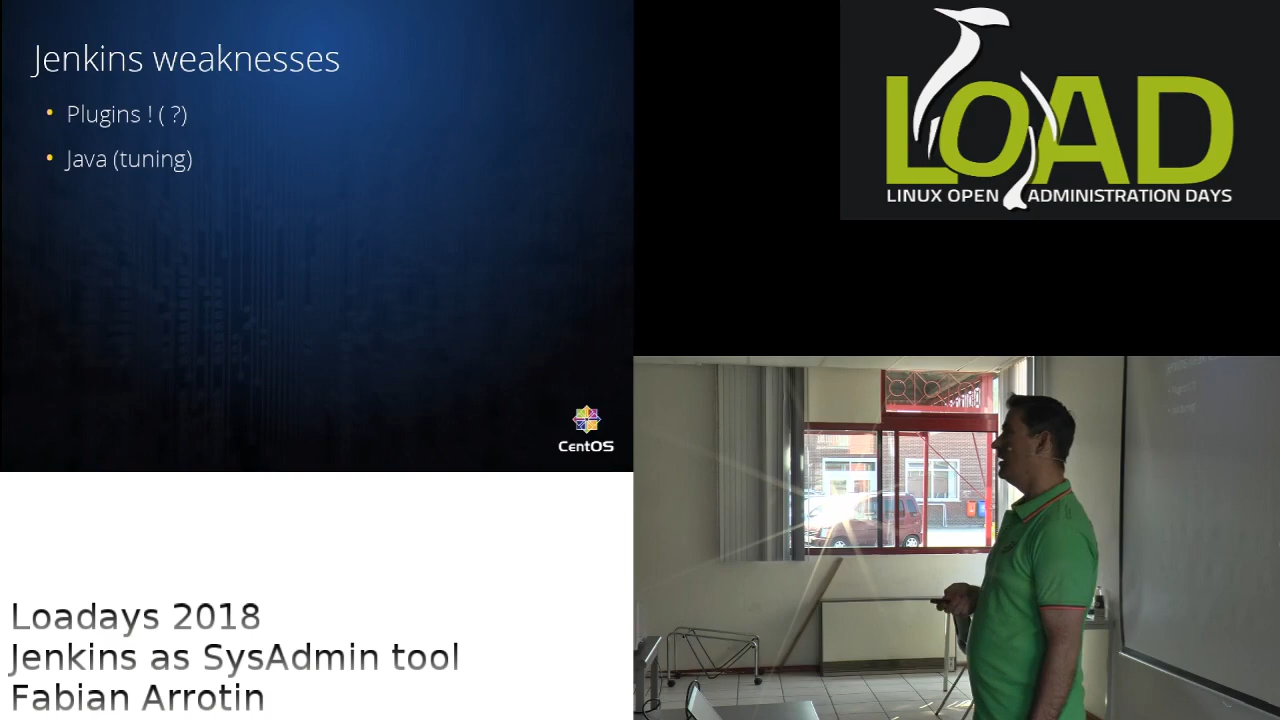 Jenkins weaknesses
• Plugins ! ( ?)
• Java (tuning)
CentOS
LOAD
LINUX OPEN ADMINISTRATION DAYS
Loadays 2018
Jenkins as SysAdmin tool
Fabian Arrotin